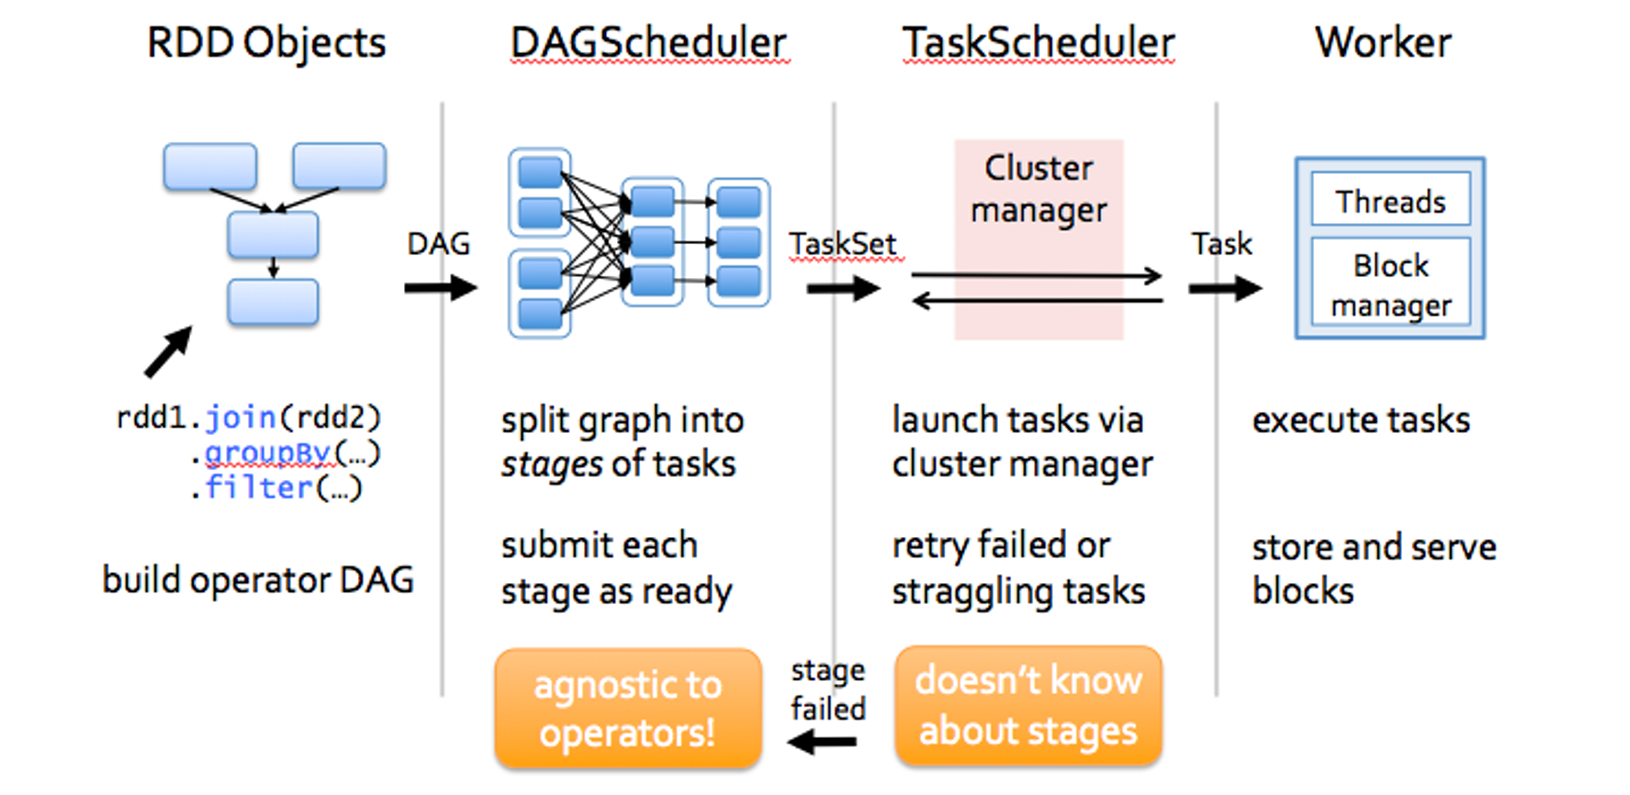 RDD Objects
DAGScheduler
TaskScheduler
Worker
DAG
TaskSet
Cluster
manager
Task
Threads
Block
manager
rdd1.join(rdd2)
.groupBy(…)
.filter(…)
build operator DAG
split graph into
stages of tasks
submit each
stage as ready
launch tasks via
cluster manager
retry failed or
straggling tasks
execute tasks
store and serve
blocks
agnostic to
operators!
stage
failed
doesn’t know
about stages